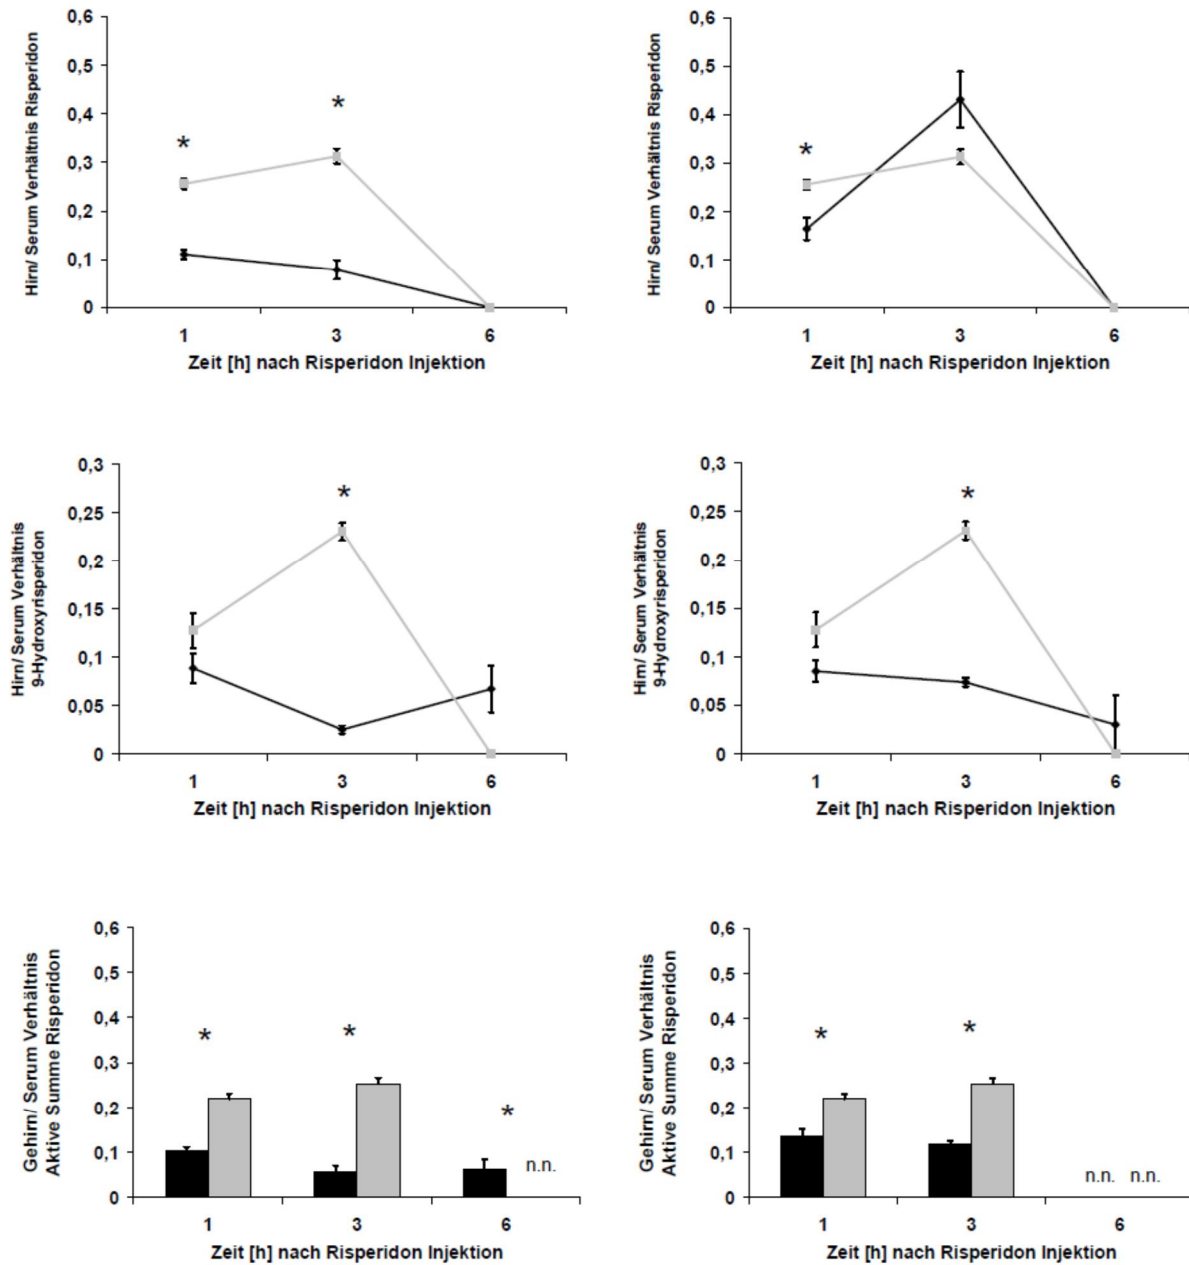 0,6
0,5
0,4
0,3
0,2
0,1
0
Hirn/ Serum Verhältnis Risperidon
*
*
1 3 6
Zeit [h] nach Risperidon Injektion
0,6
0,5
0,4
0,3
0,2
0,1
0
Hirn/ Serum Verhältnis Risperidon
*
1 3 6
Zeit [h] nach Risperidon Injektion
0,3
0,25
0,2
0,15
0,1
0,05
0
Hirn/ Serum Verhältnis
9-Hydroxyrisperidon
*
1 3 6
Zeit [h] nach Risperidon Injektion
0,3
0,25
0,2
0,15
0,1
0,05
0
Hirn/ Serum Verhältnis
9-Hydroxyrisperidon
*
1 3 6
Zeit [h] nach Risperidon Injektion
0,6
0,5
0,4
0,3
0,2
0,1
0
Gehirn/ Serum Verhältnis
Aktive Summe Risperidon
* *
*
n.n.
1 3 6
Zeit [h] nach Risperidon Injektion
0,6
0,5
0,4
0,3
0,2
0,1
0
Gehirn/ Serum Verhältnis
Aktive Summe Risperidon
* *
n.n. n.n.
1 3 6
Zeit [h] nach Risperidon Injektion